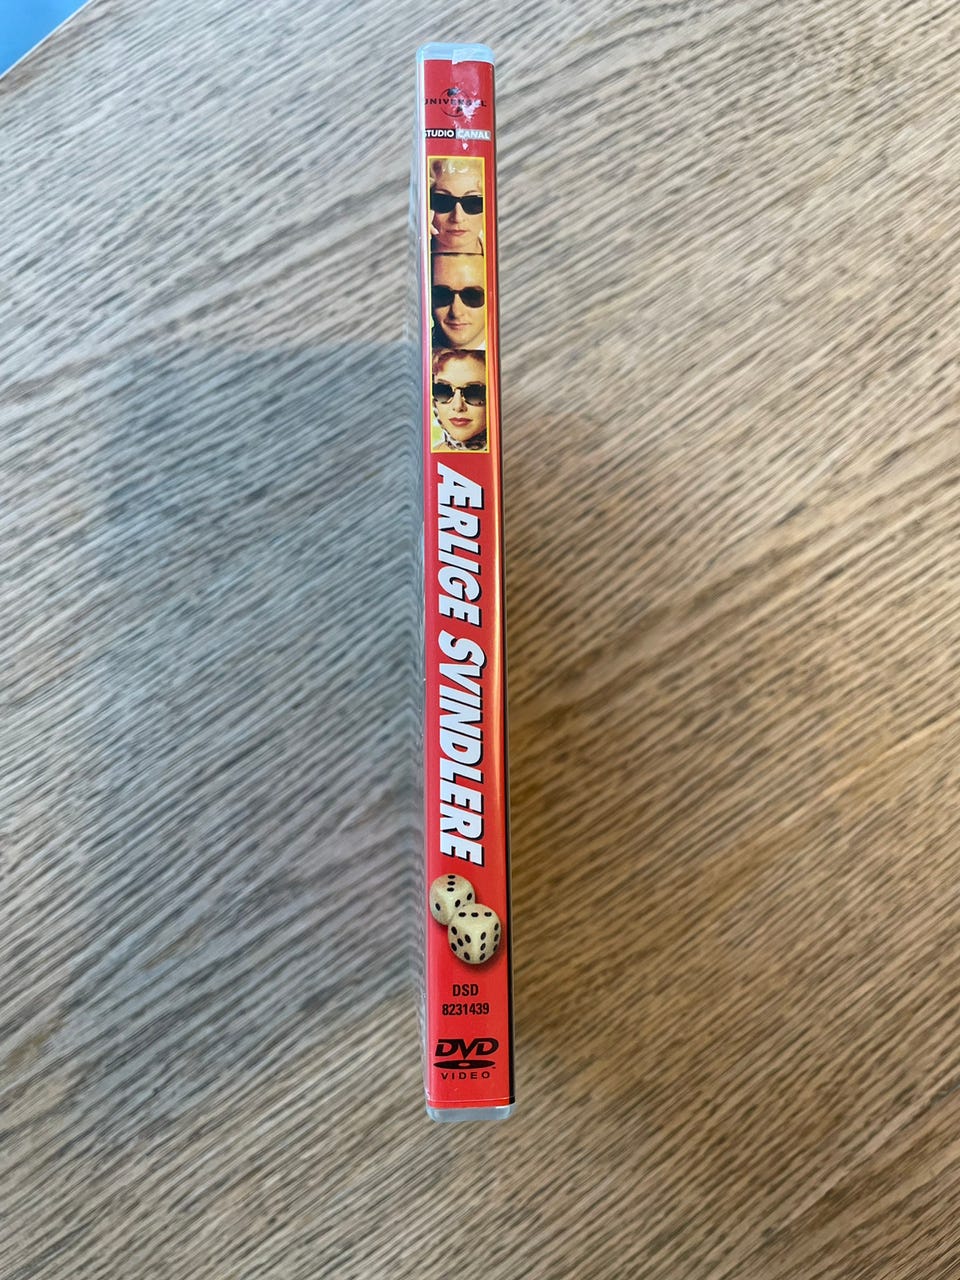 UNIVERSAL
STUDIO CANAL
ÆRLIGE SVINDLERE
DSD
8231439
DVD
VIDEO